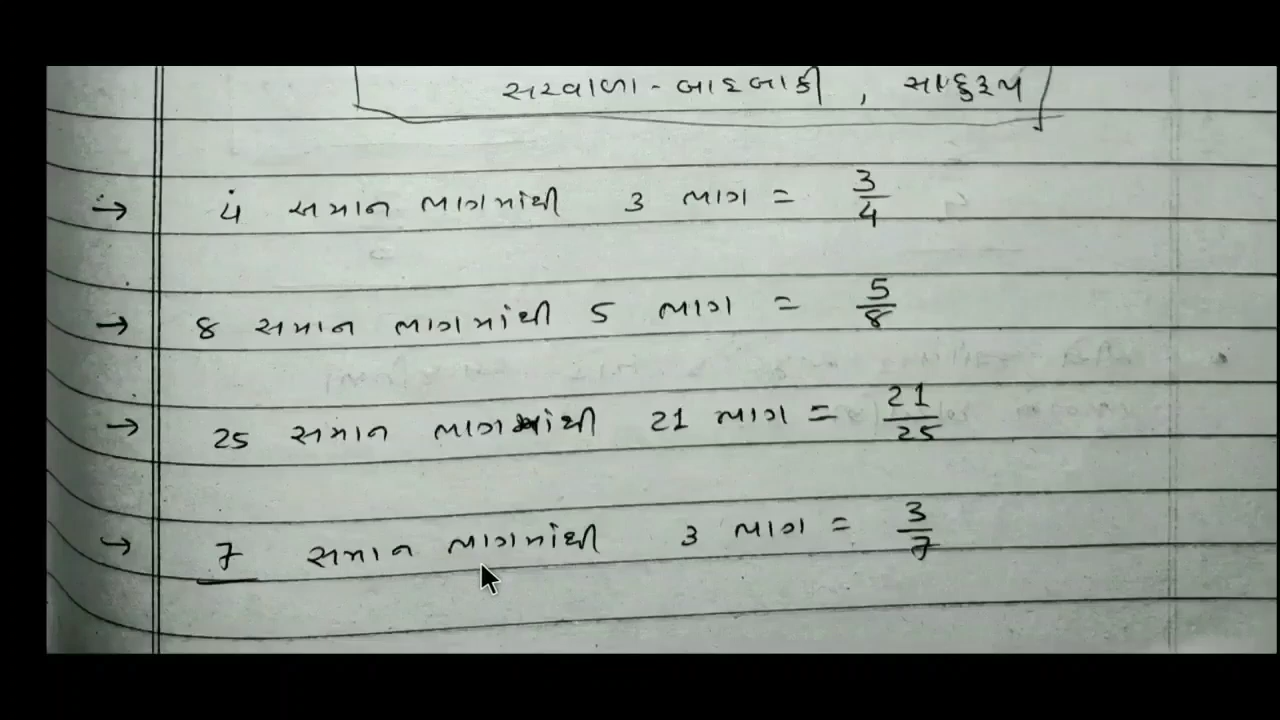 સરવાળા - બાદબાકી, સાદુરૂપ
→ 4 સમાન ભાગમાંથી 3 ભાગ = 3/4
→ 8 સમાન ભાગમાંથી 5 ભાગ = 5/8
→ 25 સમાન ભાગમાંથી 21 ભાગ = 21/25
→ 7 સમાન ભાગમાંથી 3 ભાગ = 3/7